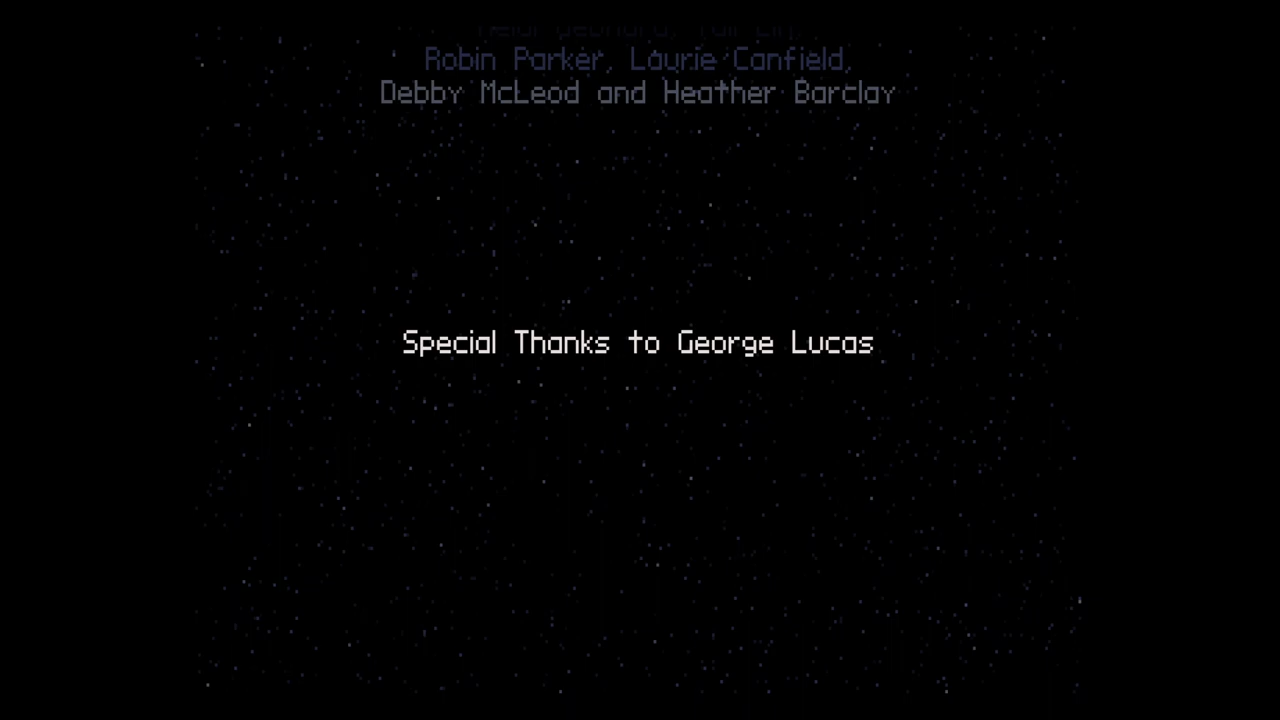 Robin Parker, Laurie Canfield,
Debby McLeod and Heather Barclay
Special Thanks to George Lucas